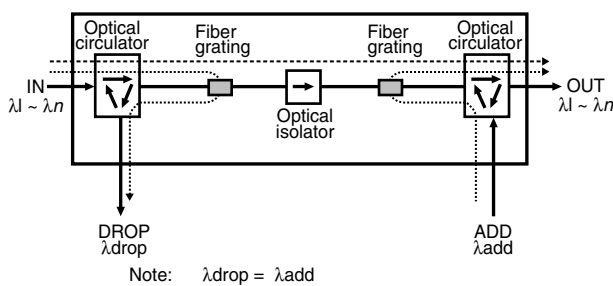 Optical
circulator
Fiber
grating
Fiber
grating
Optical
circulator
IN
λl ~ λn
Optical
isolator
OUT
λl ~ λn
DROP
λdrop
ADD
λadd
Note: λdrop = λadd